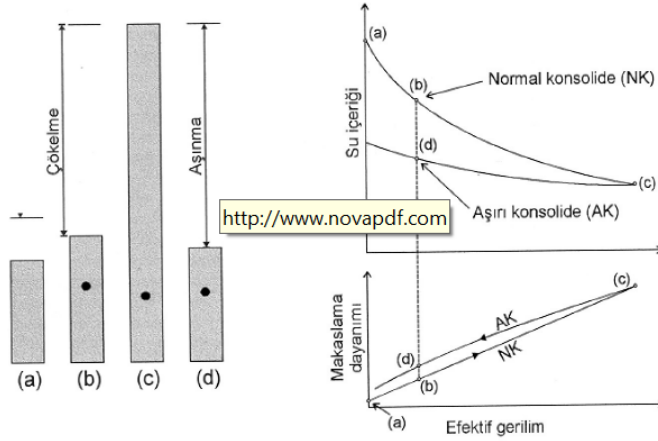 Çökelme
Aşınma
(a)
(b)
(c)
(d)
Su içeriği
(a)
(b)
Normal konsolide (NK)
(d)
(c)
Aşırı konsolide (AK)
http://www.novapdf.com
Makaslama
dayanımı
(c)
AK
NK
(d)
(b)
(a)
Efektif gerilim